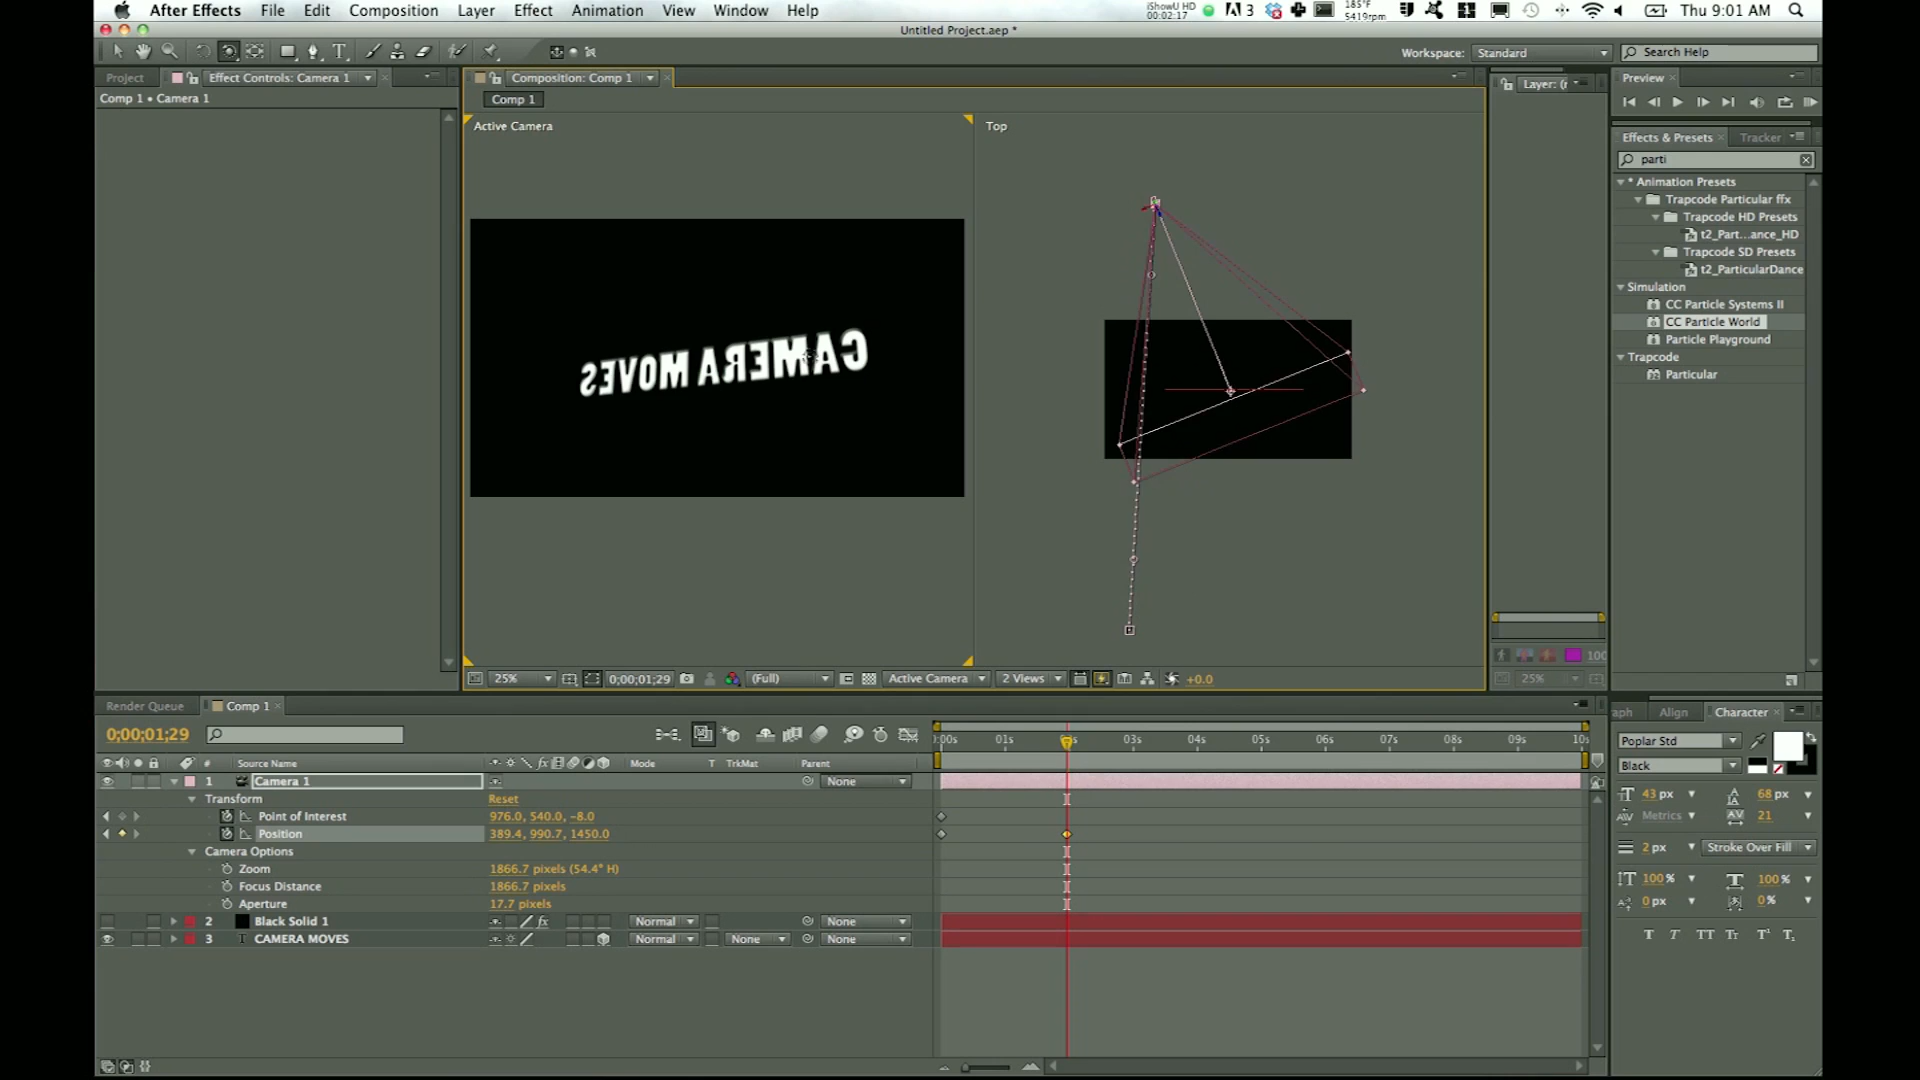 After Effects File Edit Composition Layer Effect Animation View Window Help
iShowU HD
00:02:17
3
185°F
5419rpm
Thu 9:01 AM
Untitled Project.aep *
Workspace: Standard
Search Help
Project
Effect Controls: Camera 1
Composition: Comp 1
Layer: (r
Preview
Comp 1 • Camera 1
Comp 1
Active Camera
Top
Effects & Presets
Tracker
parti
* Animation Presets
Trapcode Particular ffx
Trapcode HD Presets
t2_Part...ance_HD
Trapcode SD Presets
t2_ParticularDance
Simulation
CC Particle Systems II
CC Particle World
Particle Playground
Trapcode
Particular
CAMERA MOVES
100
25%
0;00;01;29
(Full)
Active Camera
2 Views
+0.0
25%
Render Queue
Comp 1
aph
Align
Character
0;00;01;29
:00s 01s 03s 04s 05s 06s 07s 08s 09s 10s
Poplar Std
Black
# Source Name
Mode T TrkMat Parent
1 Camera 1
None
Transform
Reset
43 px
68 px
Point of Interest
976.0, 540.0, -8.0
Metrics
21
Position
389.4, 990.7, 1450.0
Camera Options
2 px
Stroke Over Fill
Zoom
1866.7 pixels (54.4° H)
Focus Distance
1866.7 pixels
100%
100%
Aperture
17.7 pixels
0 px
0%
2 Black Solid 1
fx
Normal
None
3 T CAMERA MOVES
Normal
None
None
T T TT Tr T¹ T₁